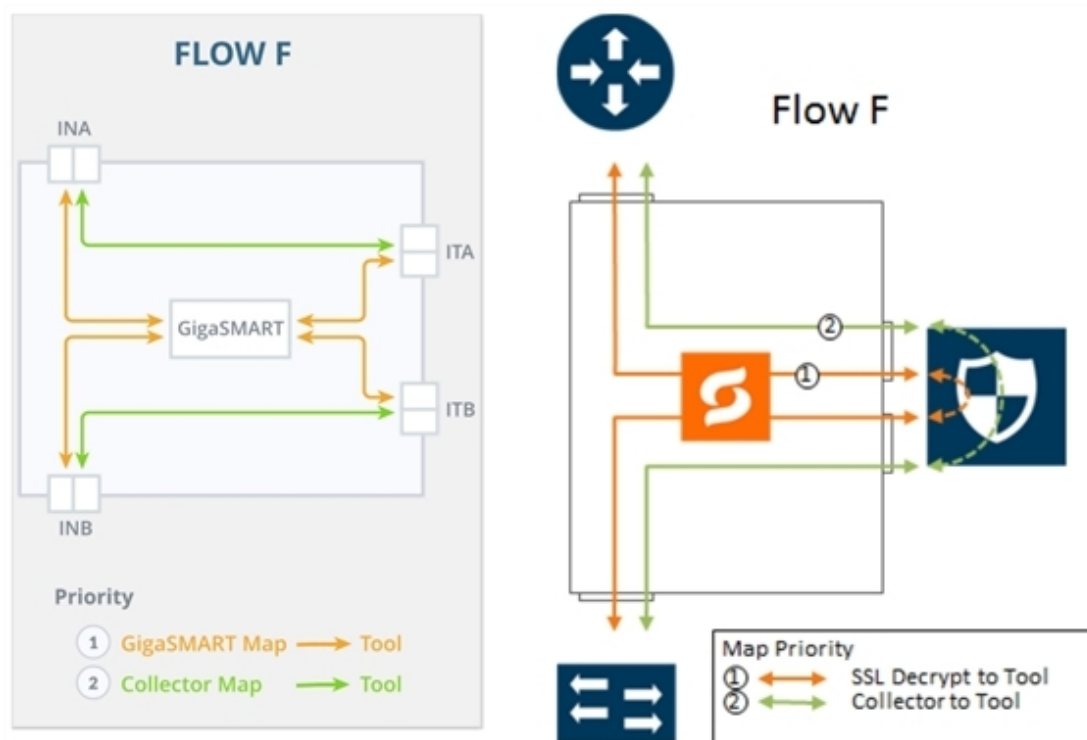 FLOW F
INA
ITA
GigaSMART
ITB
INB
Priority
1 GigaSMART Map Tool
2 Collector Map Tool
Flow F
2
1
Map Priority
1 SSL Decrypt to Tool
2 Collector to Tool